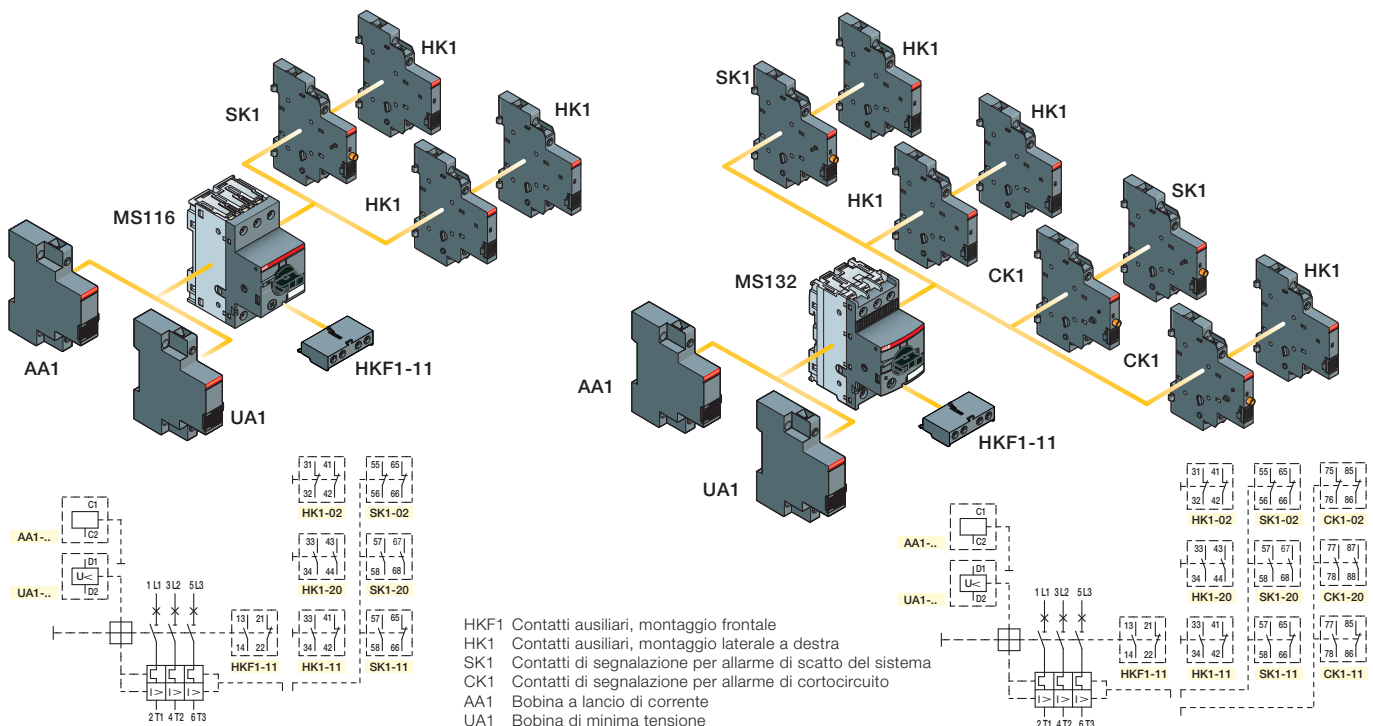 HK1
SK1
HK1
HK1
MS116
AA1
UA1
HKF1-11
HK1
SK1
HK1
HK1
SK1
CK1
HK1
CK1
MS132
AA1
UA1
HKF1-11
C1
C2
AA1-..
D1
U<
D2
UA1-..
1 L1 3 L2 5 L3
I> I> I>
2 T1 4 T2 6 T3
13 21
14 22
HKF1-11
31 41
32 42
HK1-02
33 43
34 44
HK1-20
33 41
34 42
HK1-11
55 65
56 66
SK1-02
57 67
58 68
SK1-20
57 65
58 66
SK1-11
HKF1 Contatti ausiliari, montaggio frontale
HK1 Contatti ausiliari, montaggio laterale a destra
SK1 Contatti di segnalazione per allarme di scatto del sistema
CK1 Contatti di segnalazione per allarme di cortocircuito
AA1 Bobina a lancio di corrente
UA1 Bobina di minima tensione
C1
C2
AA1-..
D1
U<
D2
UA1-..
1 L1 3 L2 5 L3
I> I> I>
2 T1 4 T2 6 T3
13 21
14 22
HKF1-11
31 41
32 42
HK1-02
33 43
34 44
HK1-20
33 41
34 42
HK1-11
55 65
56 66
SK1-02
57 67
58 68
SK1-20
57 65
58 66
SK1-11
75 85
76 86
CK1-02
77 87
78 88
CK1-20
77 85
78 86
CK1-11